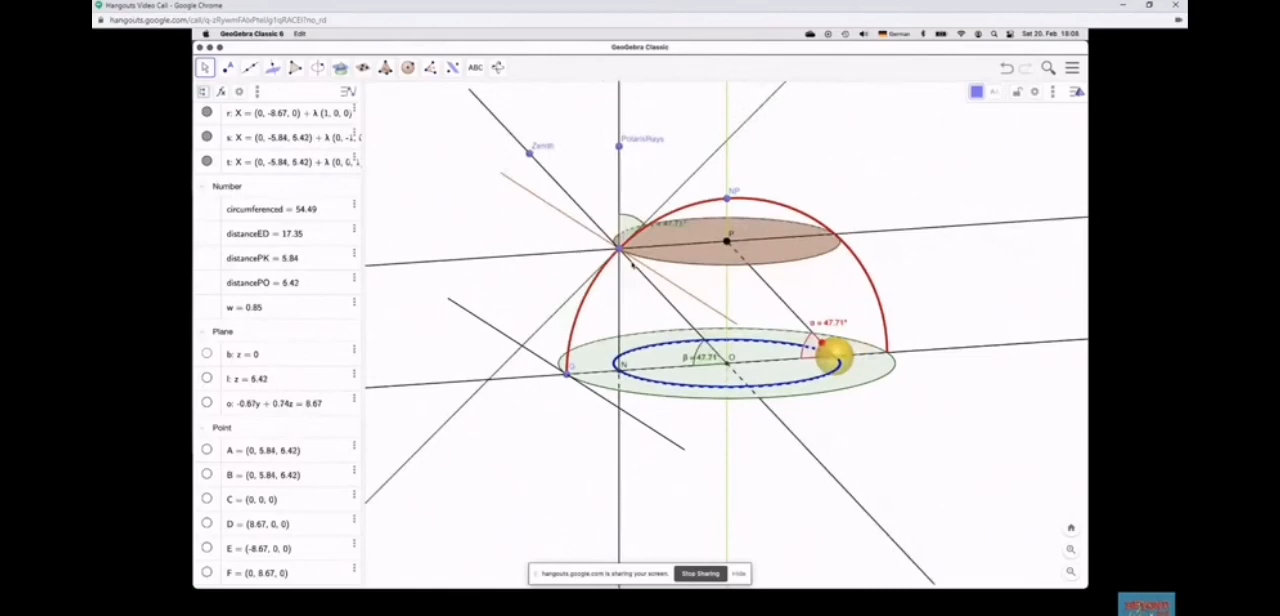 Hangouts Video Call - Google Chrome
GeoGebra Classic 6 Edit
German
Sat 20. Feb 18:08
GeoGebra Classic
ABC
r: X = (0, -8.67, 0) + λ (1, 0, 0)
s: X = (0, -5.84, 6.42) + λ (0, -1,
t: X = (0, -5.84, 6.42) + λ (0, 0,
Number
circumferenced = 54.49
distanceED = 17.35
distancePK = 5.84
distancePO = 6.42
w = 0.85
Plane
b: z = 0
l: z = 6.42
o: -0.67y + 0.74z = 8.67
Point
A = (0, 5.84, 6.42)
B = (0, 5.84, 6.42)
C = (0, 0, 0)
D = (8.67, 0, 0)
E = (-8.67, 0, 0)
F = (0, 8.67, 0)
Zenith
PolarisRays
NP
= 47.71°
P
α = 47.71°
β = 47.71°
O
N
hangouts.google.com is sharing your screen.
Stop Sharing
Hide